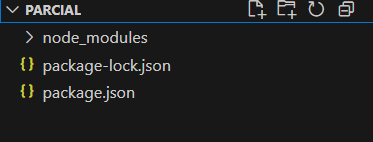 PARCIAL
node_modules
{} package-lock.json
{} package.json